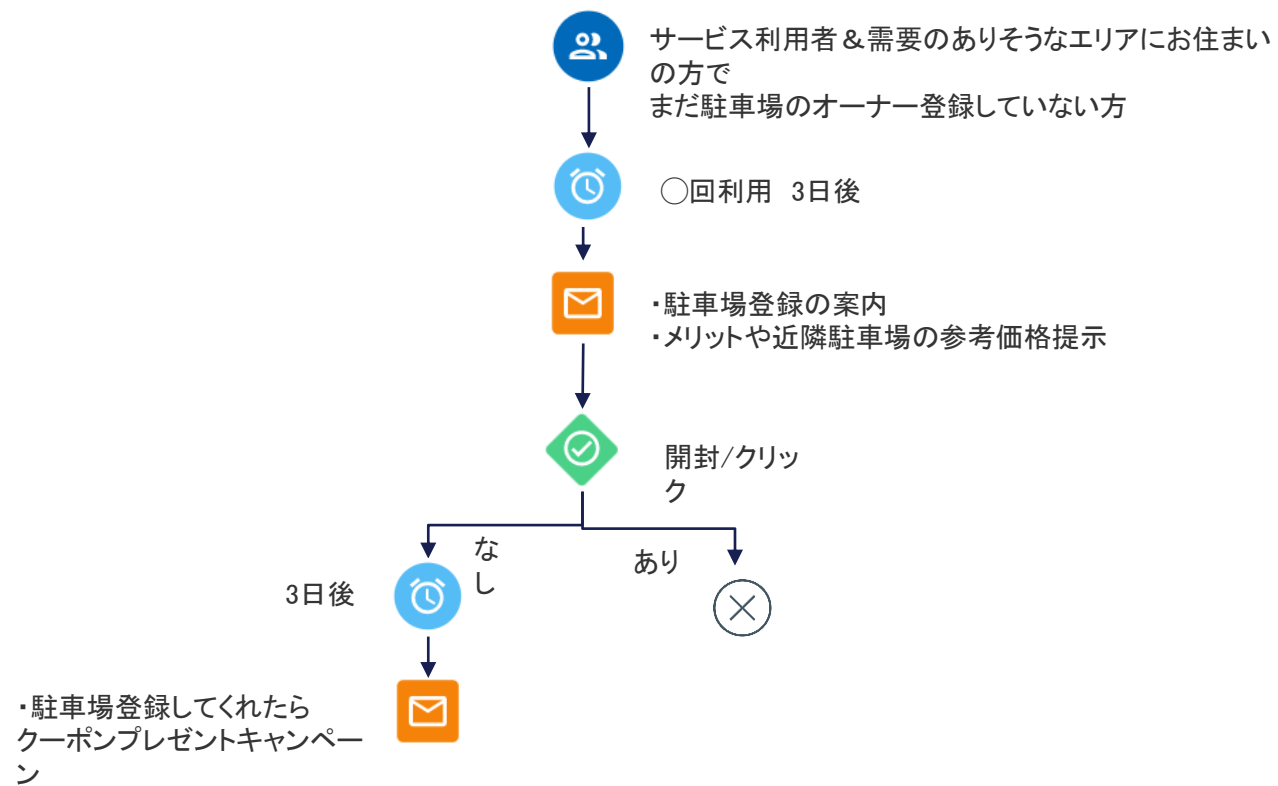 サービス利用者＆需要のありそうなエリアにお住まい
の方で
まだ駐車場のオーナー登録していない方
◯回利用　3日後
・駐車場登録の案内
・メリットや近隣駐車場の参考価格提示
開封/クリッ
ク
な
し
あり
3日後
・駐車場登録してくれたら
クーポンプレゼントキャンペー
ン